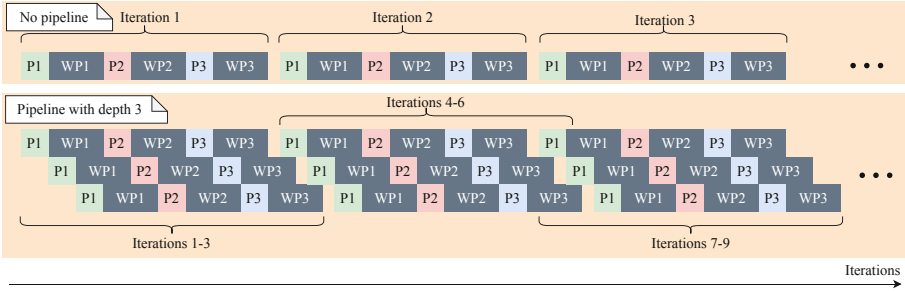 No pipeline
Iteration 1
Iteration 2
Iteration 3
P1 WP1 P2 WP2 P3 WP3 P1 WP1 P2 WP2 P3 WP3 P1 WP1 P2 WP2 P3 WP3
Pipeline with depth 3
Iterations 4-6
P1 WP1 P2 WP2 P3 WP3 P1 WP1 P2 WP2 P3 WP3 P1 WP1 P2 WP2 P3 WP3
P1 WP1 P2 WP2 P3 WP3 P1 WP1 P2 WP2 P3 WP3 P1 WP1 P2 WP2 P3 WP3
P1 WP1 P2 WP2 P3 WP3 P1 WP1 P2 WP2 P3 WP3 P1 WP1 P2 WP2 P3 WP3
Iterations 1-3
Iterations 7-9
Iterations